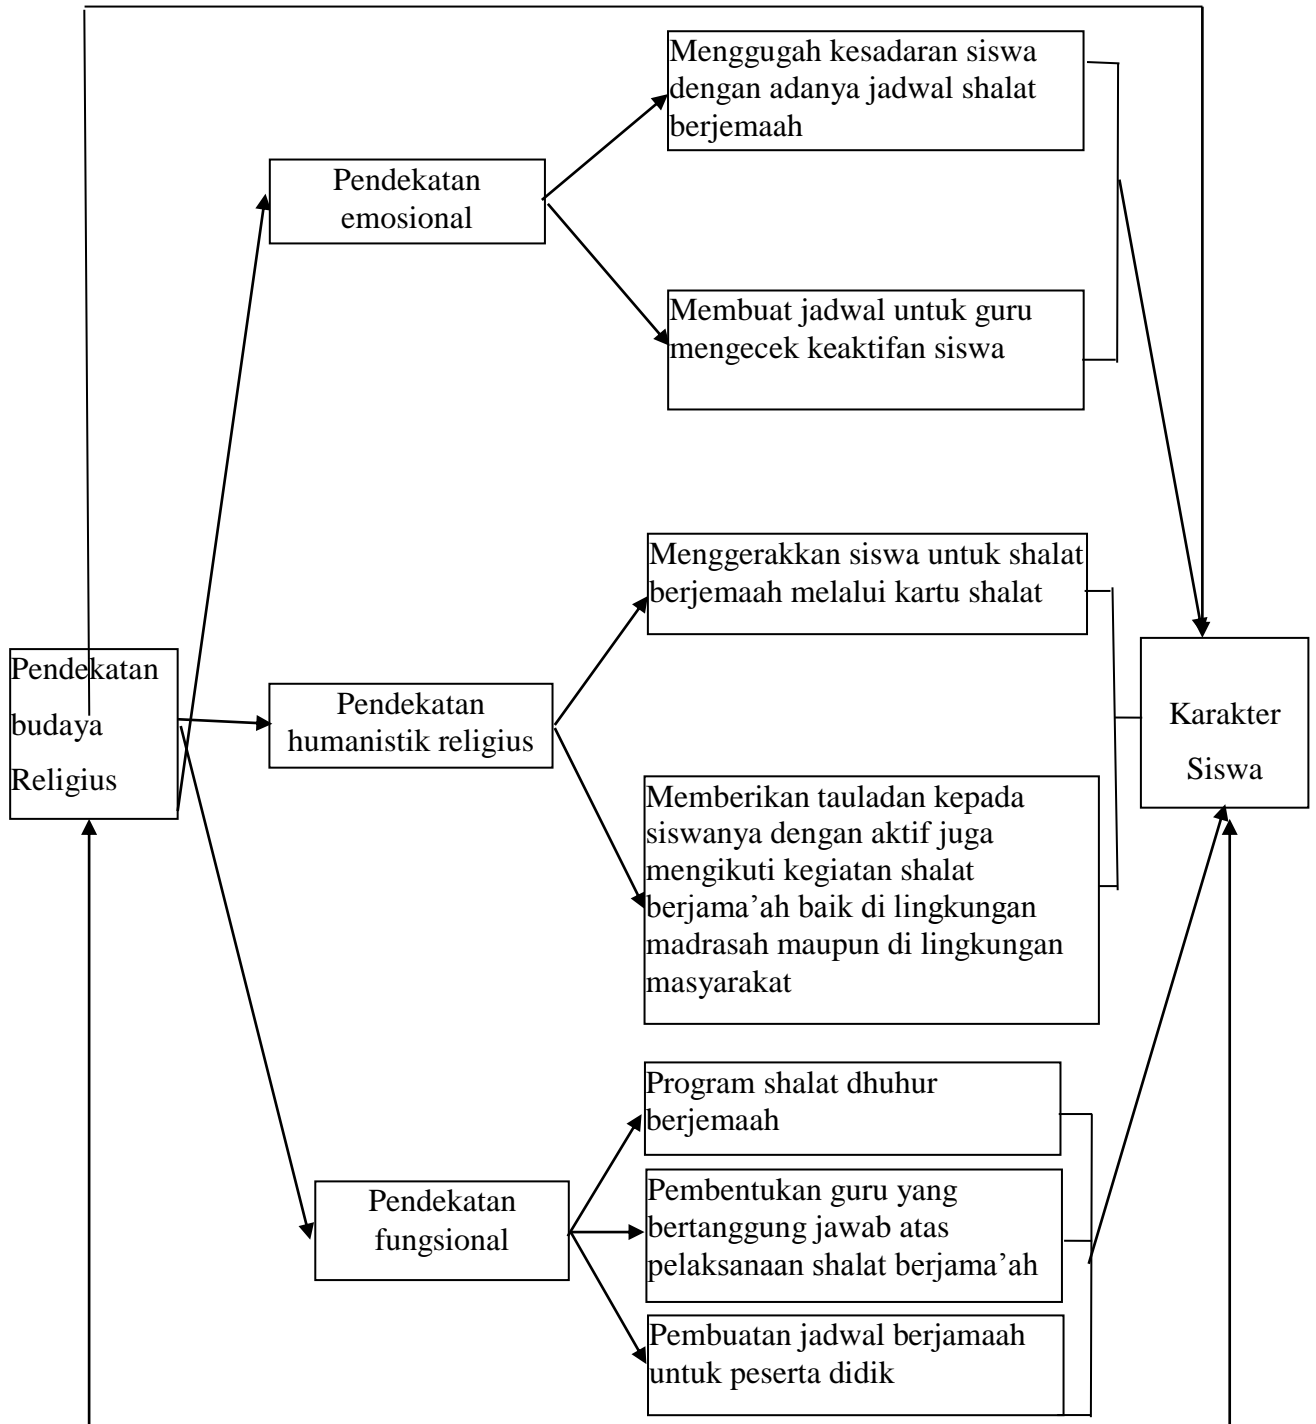 Menggugah kesadaran siswa
dengan adanya jadwal shalat
berjemaah
Pendekatan
emosional
Membuat jadwal untuk guru
mengecek keaktifan siswa
Menggerakkan siswa untuk shalat
berjemaah melalui kartu shalat
Pendekatan
budaya
Religius
Pendekatan
humanistik religius
Karakter
Siswa
Memberikan tauladan kepada
siswanya dengan aktif juga
mengikuti kegiatan shalat
berjama’ah baik di lingkungan
madrasah maupun di lingkungan
masyarakat
Program shalat dhuhur
berjemaah
Pendekatan
fungsional
Pembentukan guru yang
bertanggung jawab atas
pelaksanaan shalat berjama’ah
Pembuatan jadwal berjamaah
untuk peserta didik